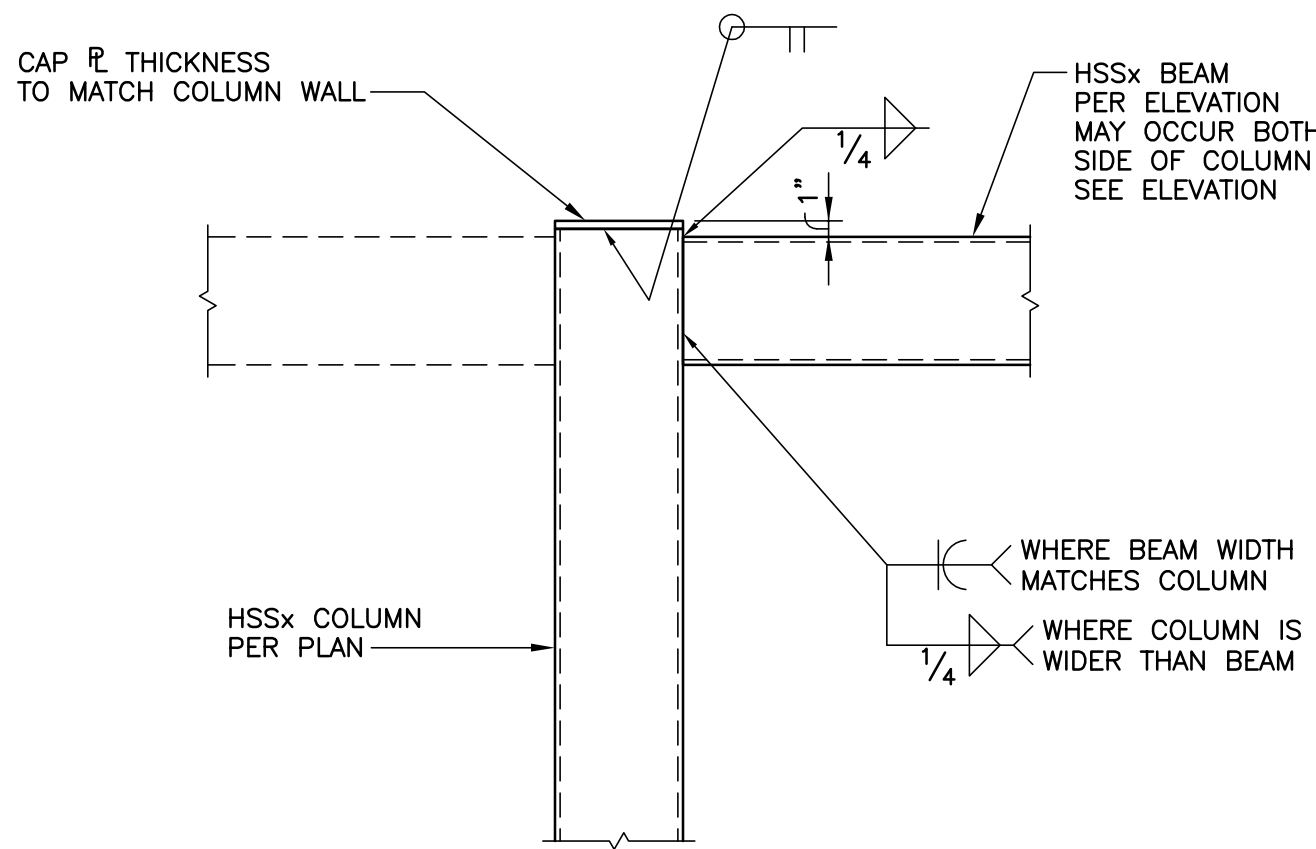 CAP ℄ THICKNESS
TO MATCH COLUMN WALL
HSSx BEAM
PER ELEVATION
MAY OCCUR BOTH
SIDE OF COLUMN
SEE ELEVATION
1/4
1"
WHERE BEAM WIDTH
MATCHES COLUMN
HSSx COLUMN
PER PLAN
WHERE COLUMN IS
WIDER THAN BEAM
1/4